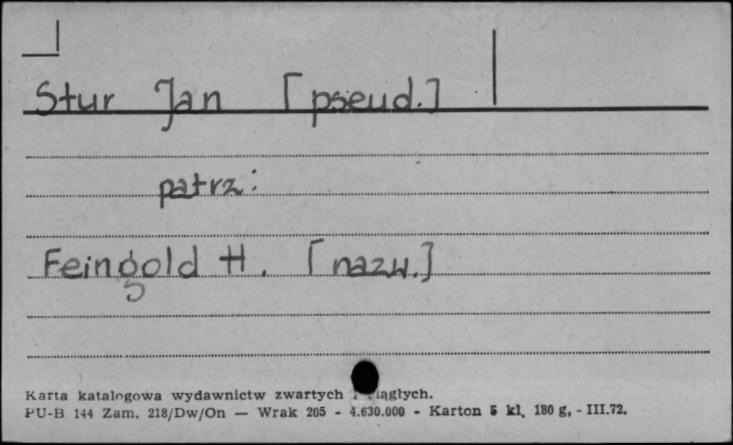 Stur Jan [pseud.]
patrz:
Feingold H. [nazw.]
Karta katalogowa wydawnictw zwartych i ciągłych.
PU-B 144 Zam. 218/Dw/On — Wrak 205 - 4.630.000 - Karton 5 kl, 180 g, - III.72.